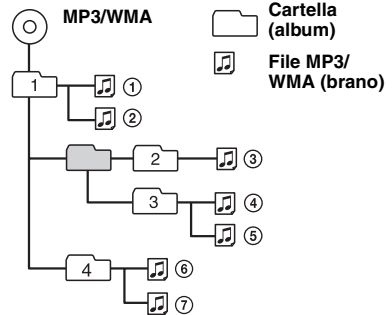 MP3/WMA
Cartella
(album)
File MP3/
WMA (brano)
1
①
②
2
③
3
④
⑤
4
⑥
⑦